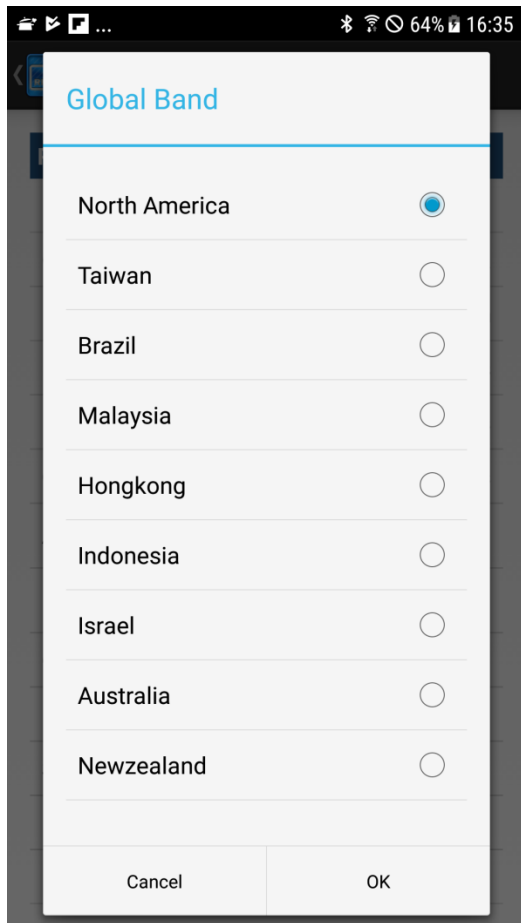 ... 64% 16:35
Global Band
North America
Taiwan
Brazil
Malaysia
Hongkong
Indonesia
Israel
Australia
Newzealand
Cancel OK